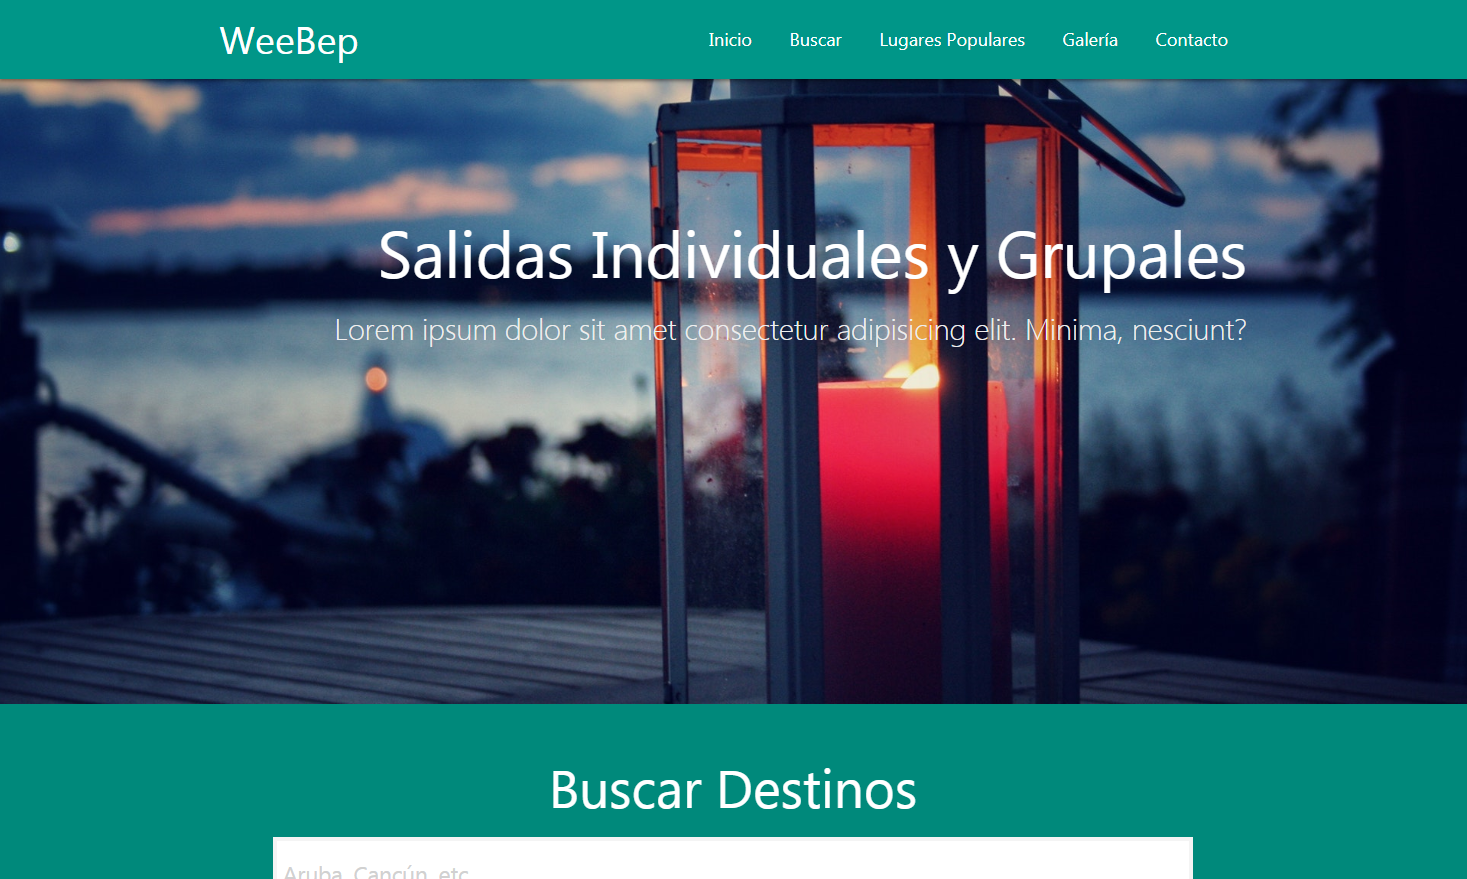 WeeBep
Inicio
Buscar
Lugares Populares
Galería
Contacto
Salidas Individuales y Grupales
Lorem ipsum dolor sit amet consectetur adipisicing elit. Minima, nesciunt?
Buscar Destinos
Aruba, Cancún, etc